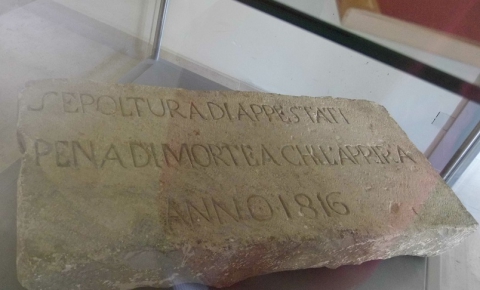 SEPOLTURA DI APPESTATI
PENA DI MORTE A CHI L'APRIRA
ANNO 1816